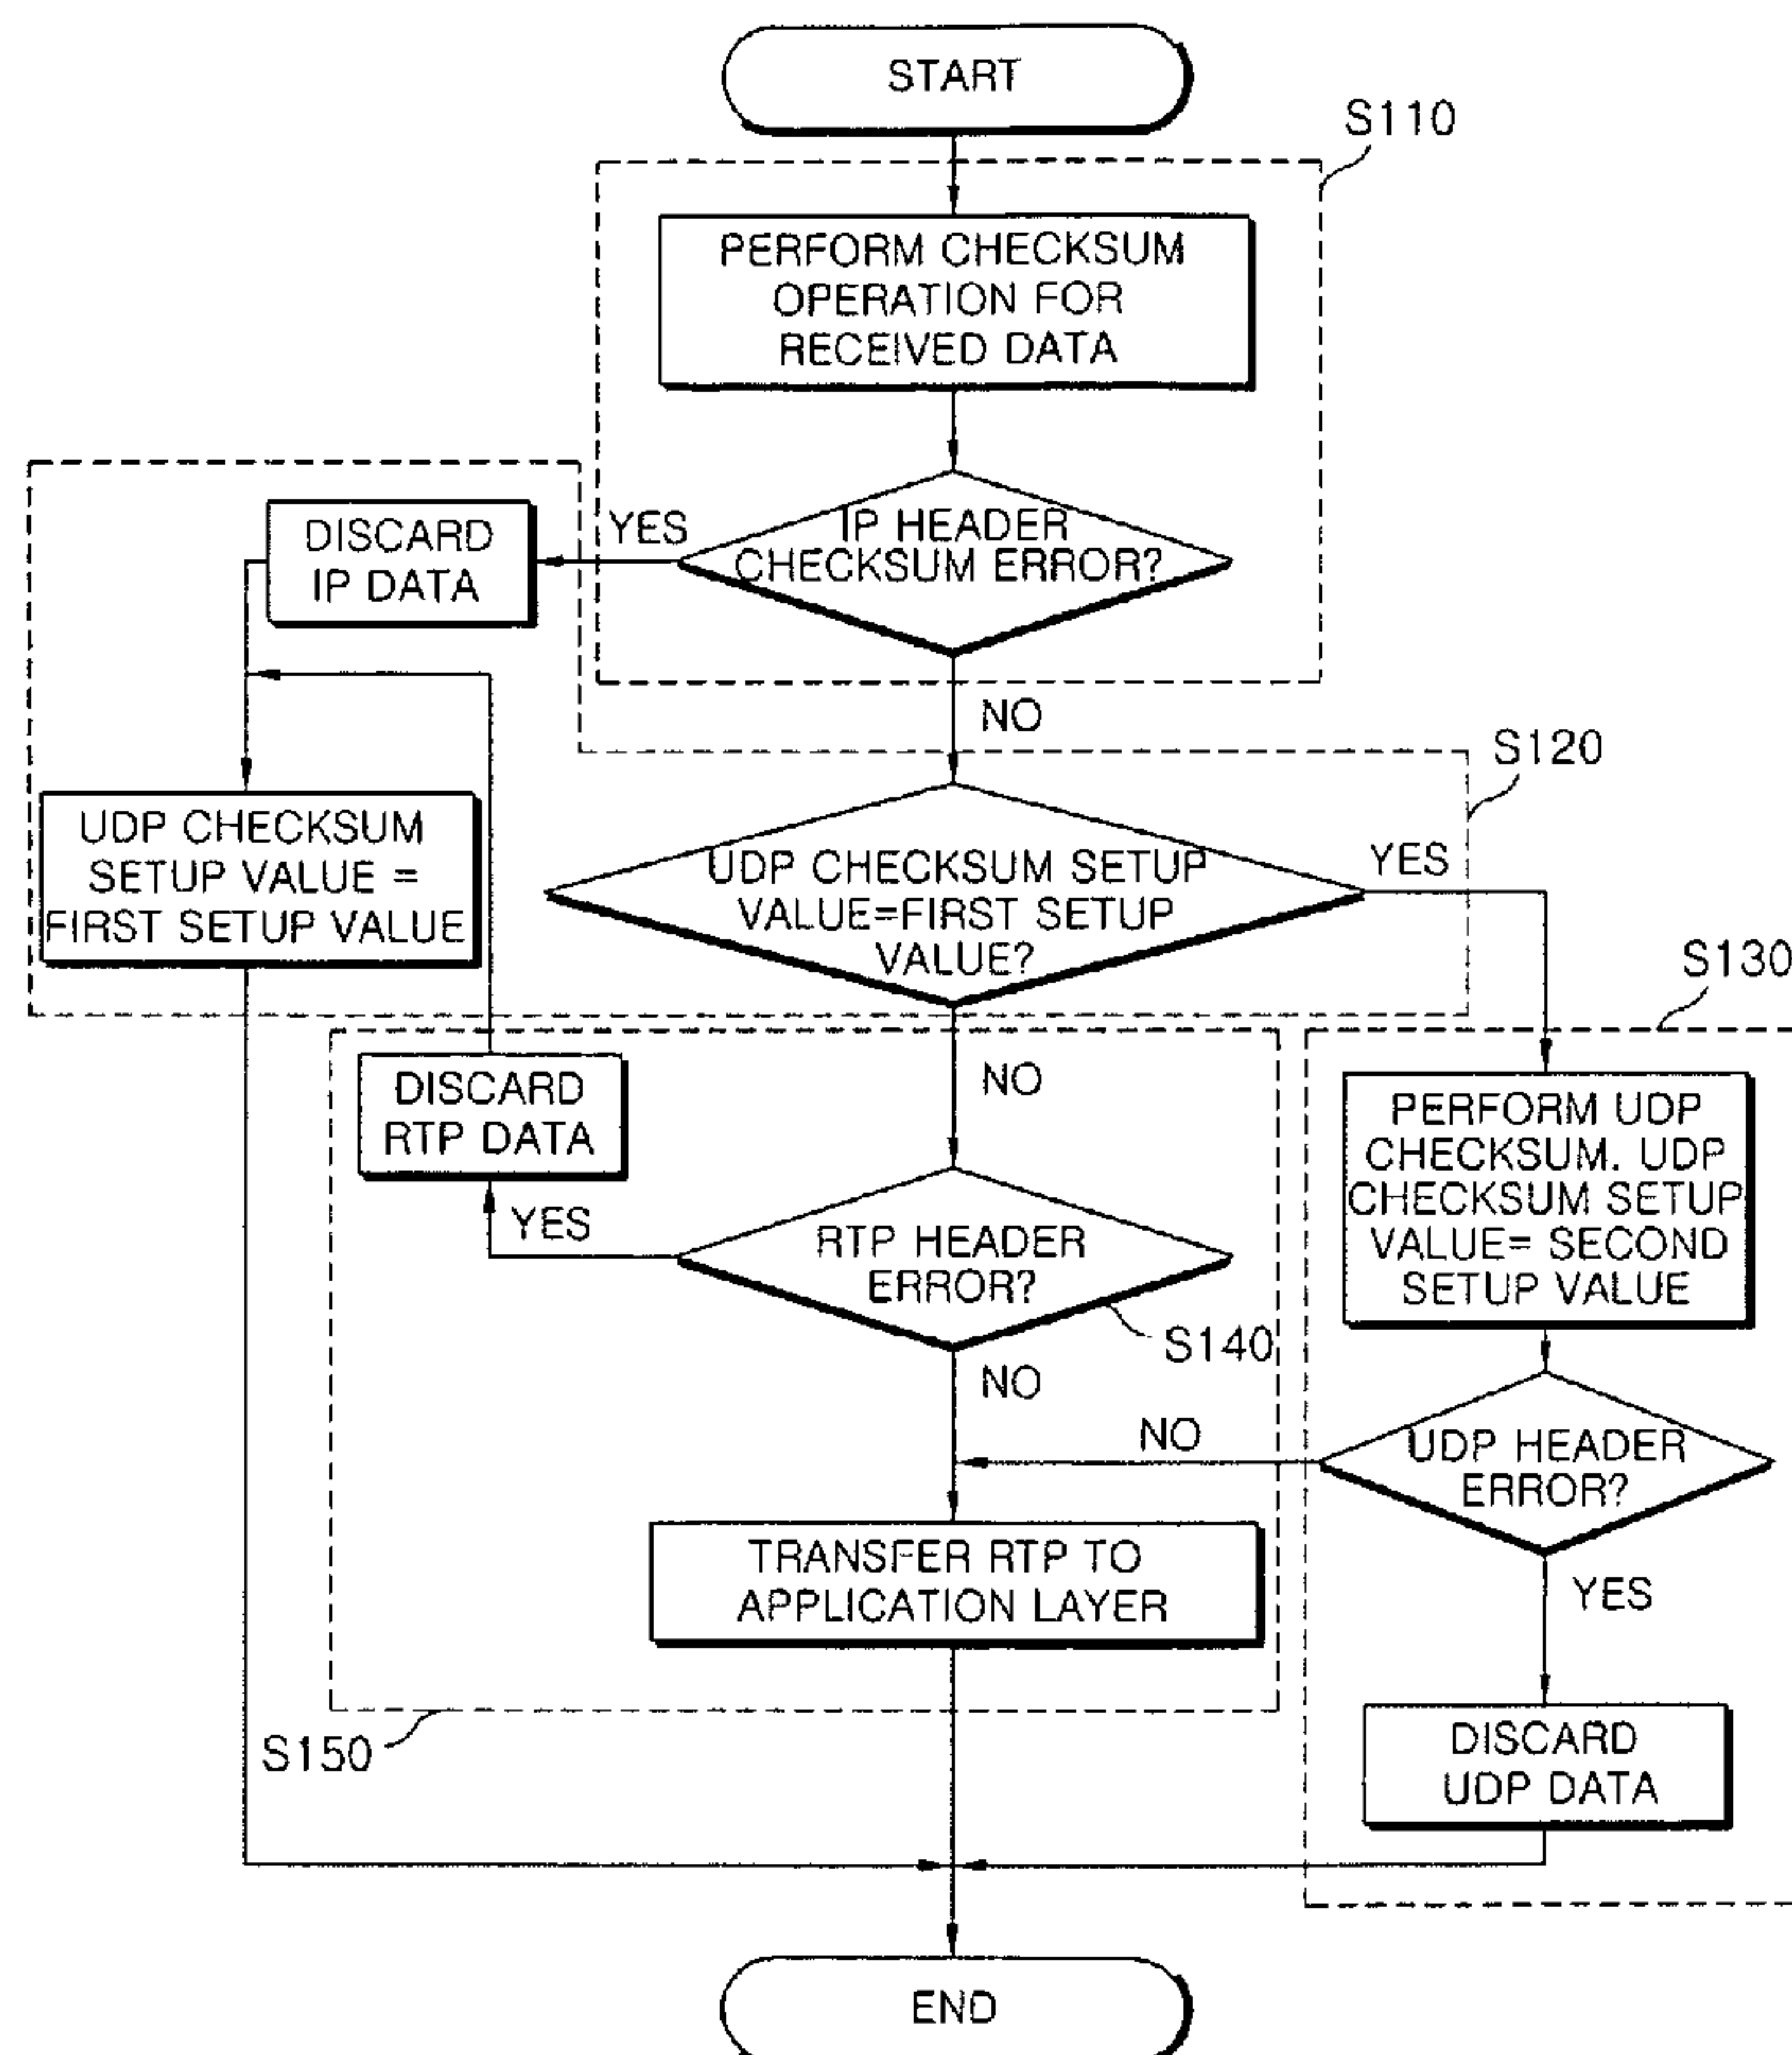 START
S110
PERFORM CHECKSUM
OPERATION FOR
RECEIVED DATA
IP HEADER
CHECKSUM ERROR?
YES
DISCARD
IP DATA
NO
S120
UDP CHECKSUM
SETUP VALUE =
FIRST SETUP VALUE
UDP CHECKSUM SETUP
VALUE=FIRST SETUP
VALUE?
YES
S130
NO
DISCARD
RTP DATA
YES
RTP HEADER
ERROR?
S140
PERFORM UDP
CHECKSUM. UDP
CHECKSUM SETUP
VALUE= SECOND
SETUP VALUE
NO
NO
UDP HEADER
ERROR?
YES
TRANSFER RTP TO
APPLICATION LAYER
S150
DISCARD
UDP DATA
END